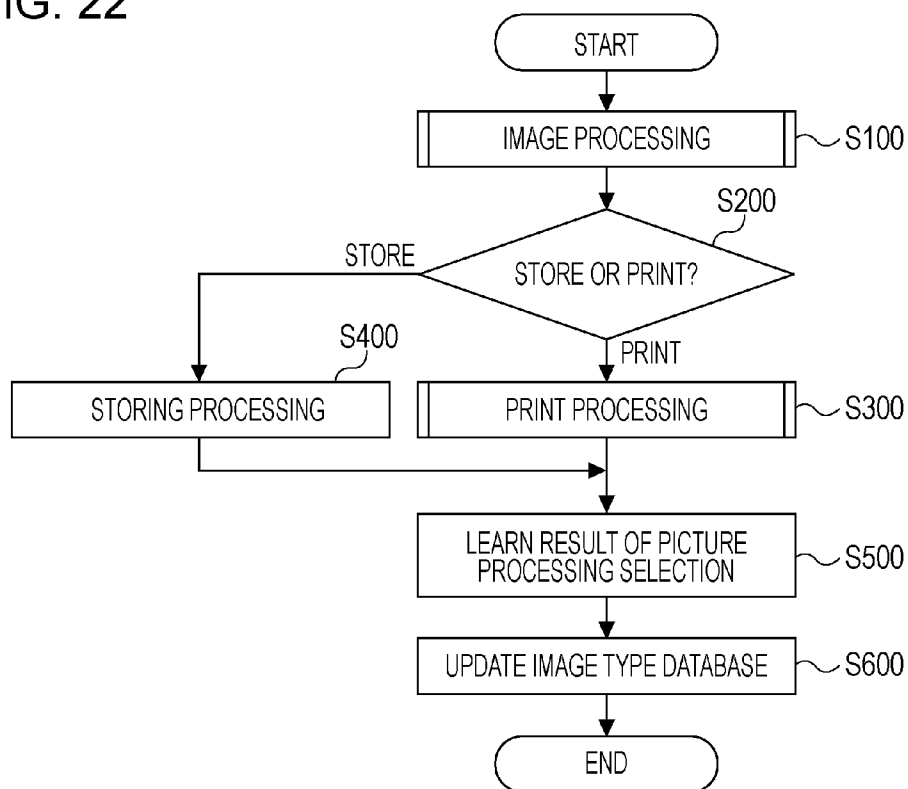 FIG. 22
START
IMAGE PROCESSING
S100
S200
STORE
STORE OR PRINT?
S400
PRINT
STORING PROCESSING
PRINT PROCESSING
S300
LEARN RESULT OF PICTURE
PROCESSING SELECTION
S500
UPDATE IMAGE TYPE DATABASE
S600
END